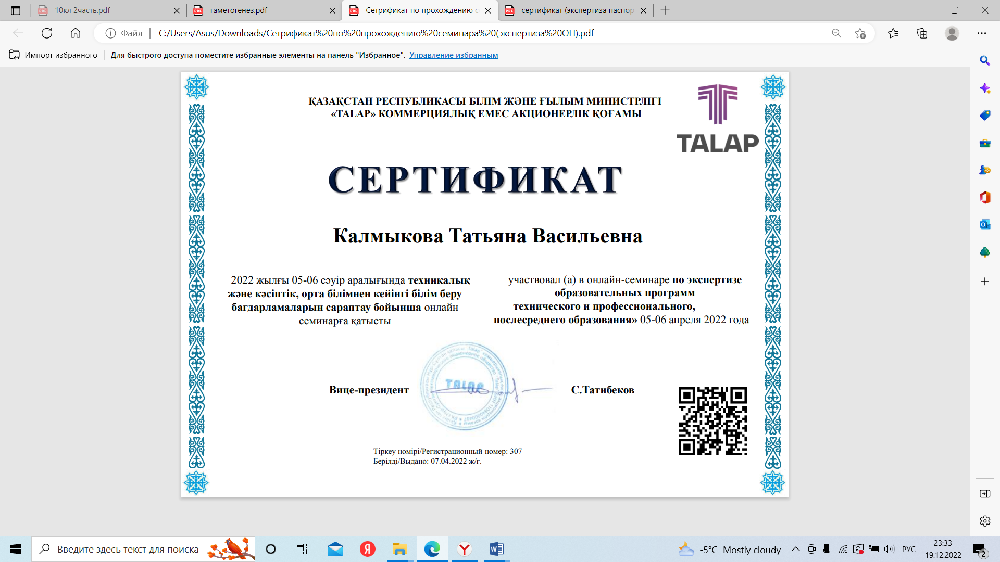 10кл 2часть.pdf
гаметогенез.pdf
Сетрификат по прохождению с
сертификат (экспертиза паспор
Файл
C:/Users/Asus/Downloads/Сетрификат%20по%20прохождению%20семинара%20(экспертиза%20ОП).pdf
Импорт избранного
Для быстрого доступа поместите избранные элементы на панель "Избранное". Управление избранным
ҚАЗАҚСТАН РЕСПУБЛИКАСЫ БІЛІМ ЖӘНЕ ҒЫЛЫМ МИНИСТРЛІГІ
«TALAP» КОММЕРЦИЯЛЫҚ ЕМЕС АКЦИОНЕРЛІК ҚОҒАМЫ
TALAP
СЕРТИФИКАТ
Калмыкова Татьяна Васильевна
2022 жылғы 05-06 сәуір аралығында техникалық
және кәсіптік, орта білімнен кейінгі білім беру
бағдарламаларын сараптау бойынша онлайн
семинарға қатысты
участвовал (а) в онлайн-семинаре по экспертизе
образовательных программ
технического и профессионального,
послесреднего образования» 05-06 апреля 2022 года
Вице-президент
TALAP
С.Татибеков
Тіркеу нөмірі/Регистрационный номер: 307
Берілді/Выдано: 07.04.2022 ж/г.
Введите здесь текст для поиска
-5°C Mostly cloudy
РУС
23:33
19.12.2022
2